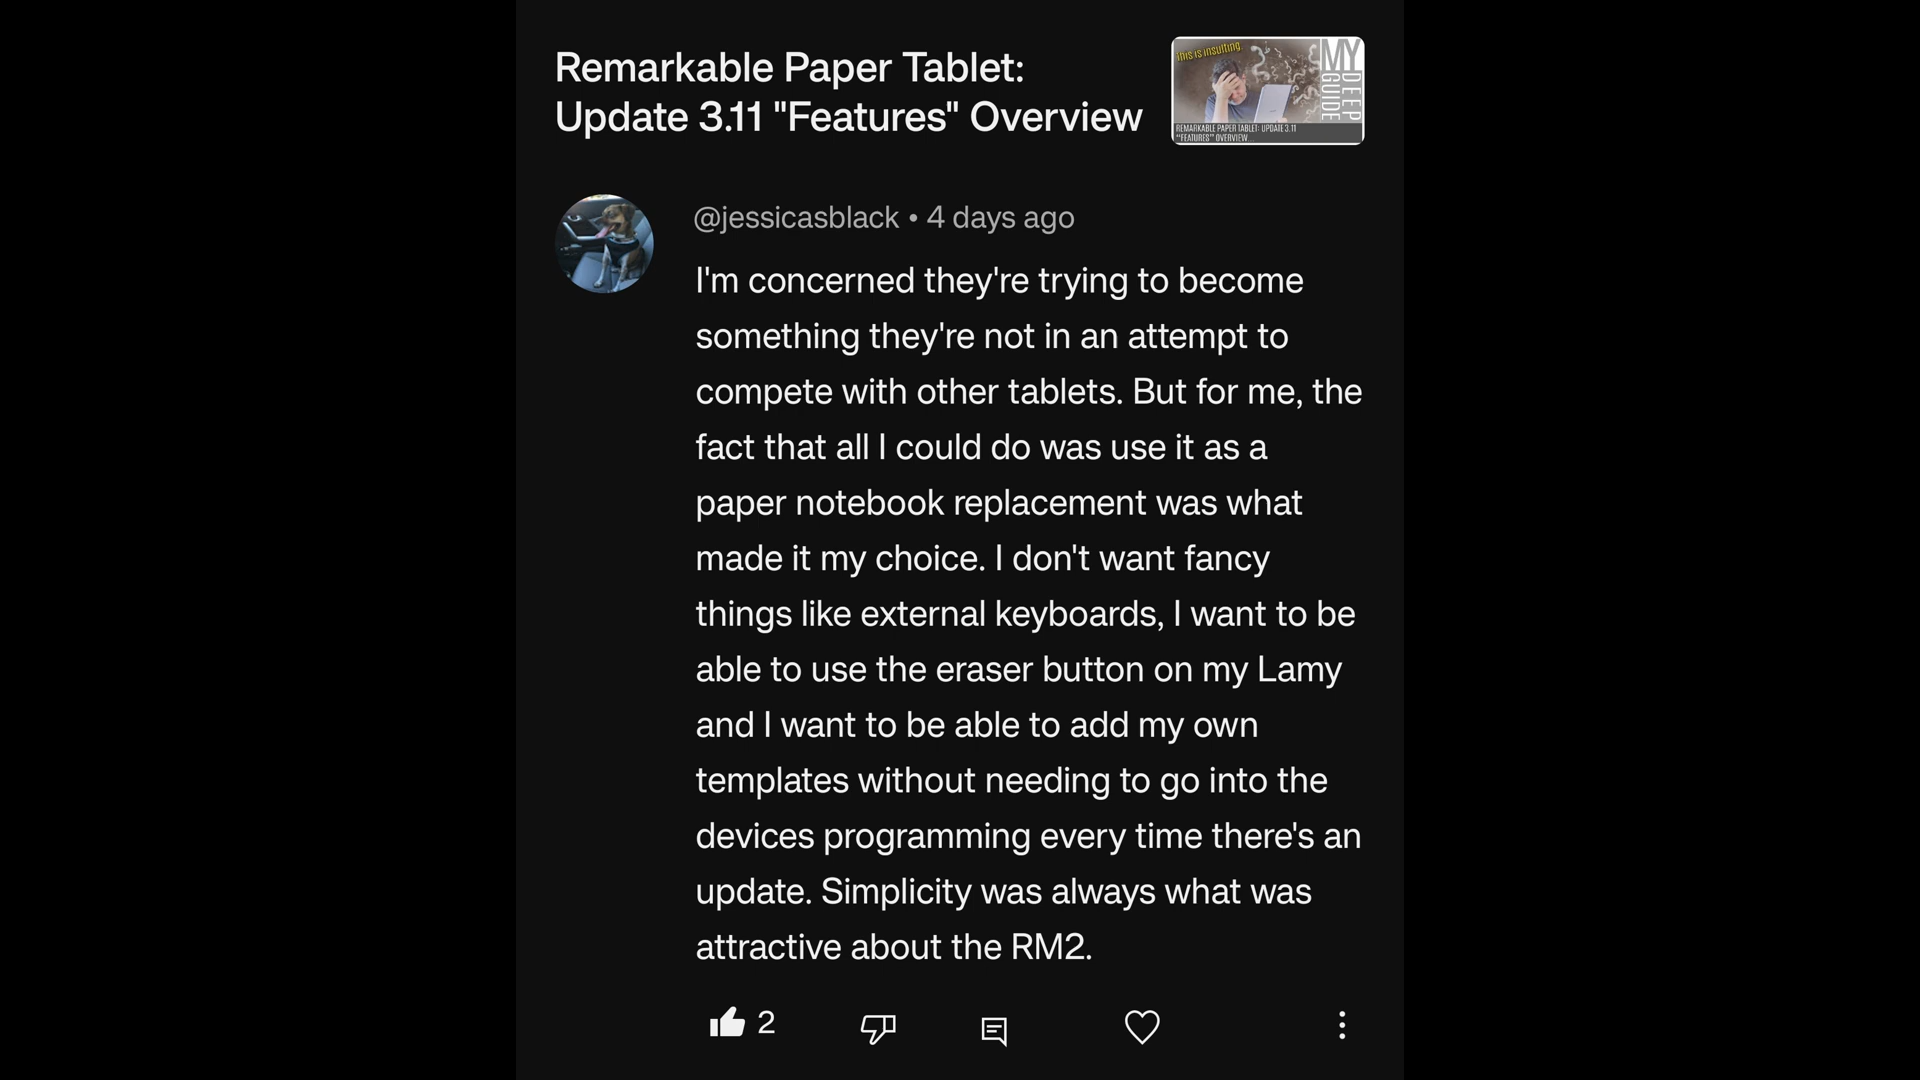 Remarkable Paper Tablet:
Update 3.11 "Features" Overview
This is insulting.
MY
DEEP
GUIDE
REMARKABLE PAPER TABLET: UPDATE 3.11
"FEATURES" OVERVIEW...
@jessicasblack • 4 days ago
I'm concerned they're trying to become
something they're not in an attempt to
compete with other tablets. But for me, the
fact that all I could do was use it as a
paper notebook replacement was what
made it my choice. I don't want fancy
things like external keyboards, I want to be
able to use the eraser button on my Lamy
and I want to be able to add my own
templates without needing to go into the
devices programming every time there's an
update. Simplicity was always what was
attractive about the RM2.
2